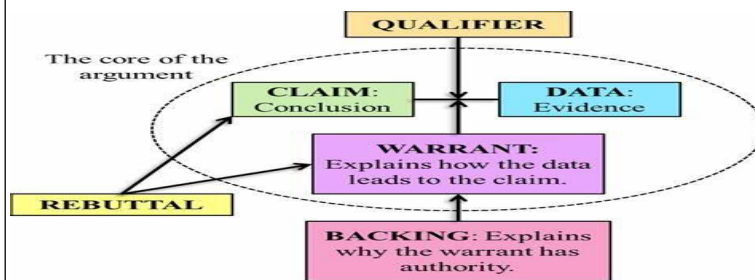 QUALIFIER
The core of the
argument
CLAIM:
Conclusion
DATA:
Evidence
WARRANT:
Explains how the data
leads to the claim.
REBUTTAL
BACKING: Explains
why the warrant has
authority.